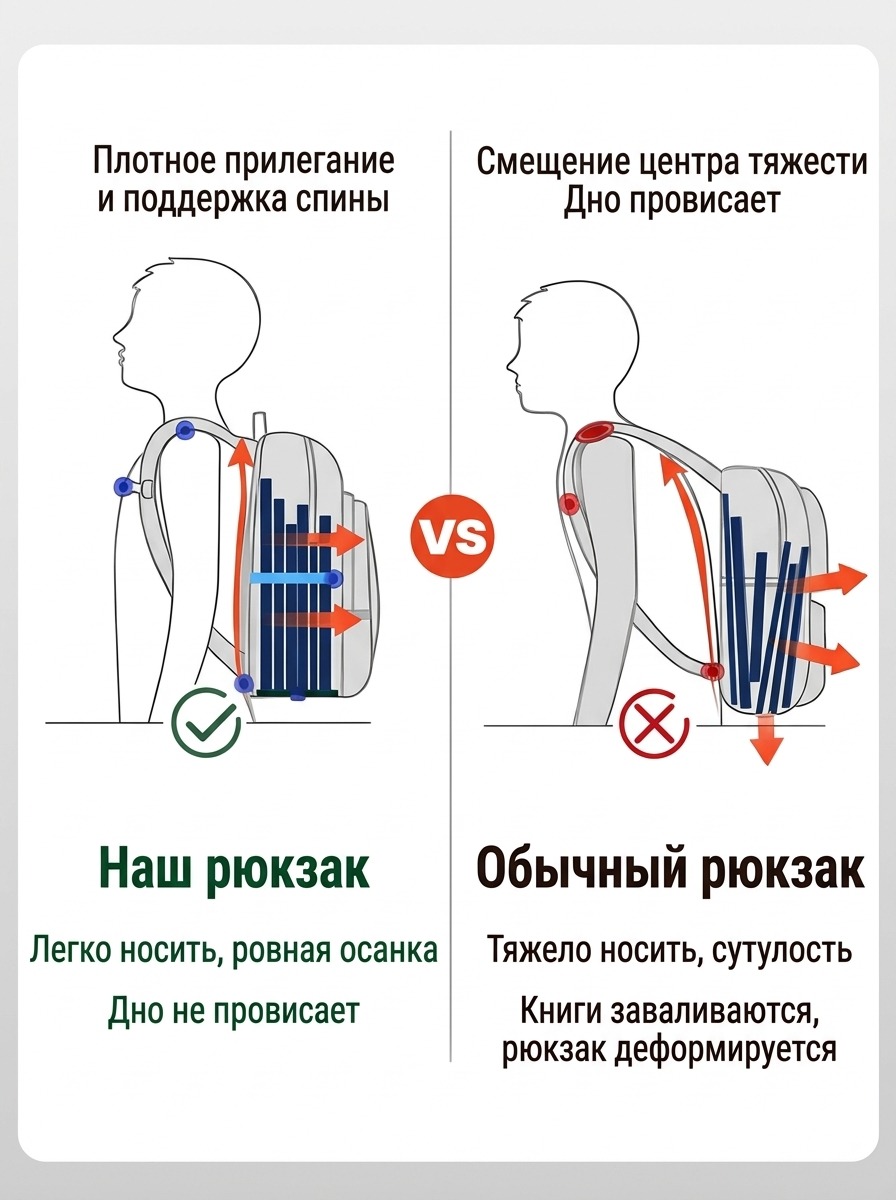 Плотное прилегание
и поддержка спины
Смещение центра тяжести
Дно провисает
VS
Наш рюкзак
Легко носить, ровная осанка
Дно не провисает
Обычный рюкзак
Тяжело носить, сутулость
Книги заваливаются,
рюкзак деформируется